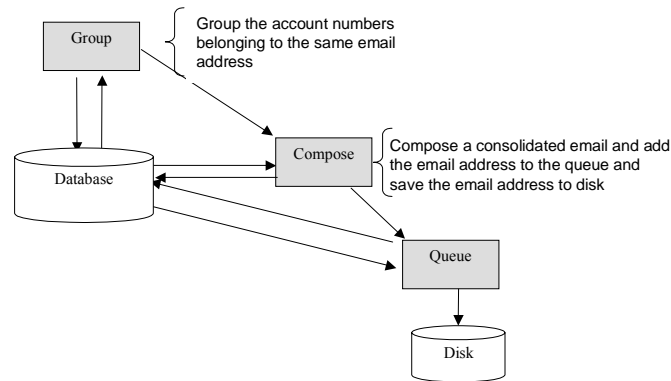 Group
Group the account numbers
belonging to the same email
address
Compose
Compose a consolidated email and add
the email address to the queue and
save the email address to disk
Database
Queue
Disk